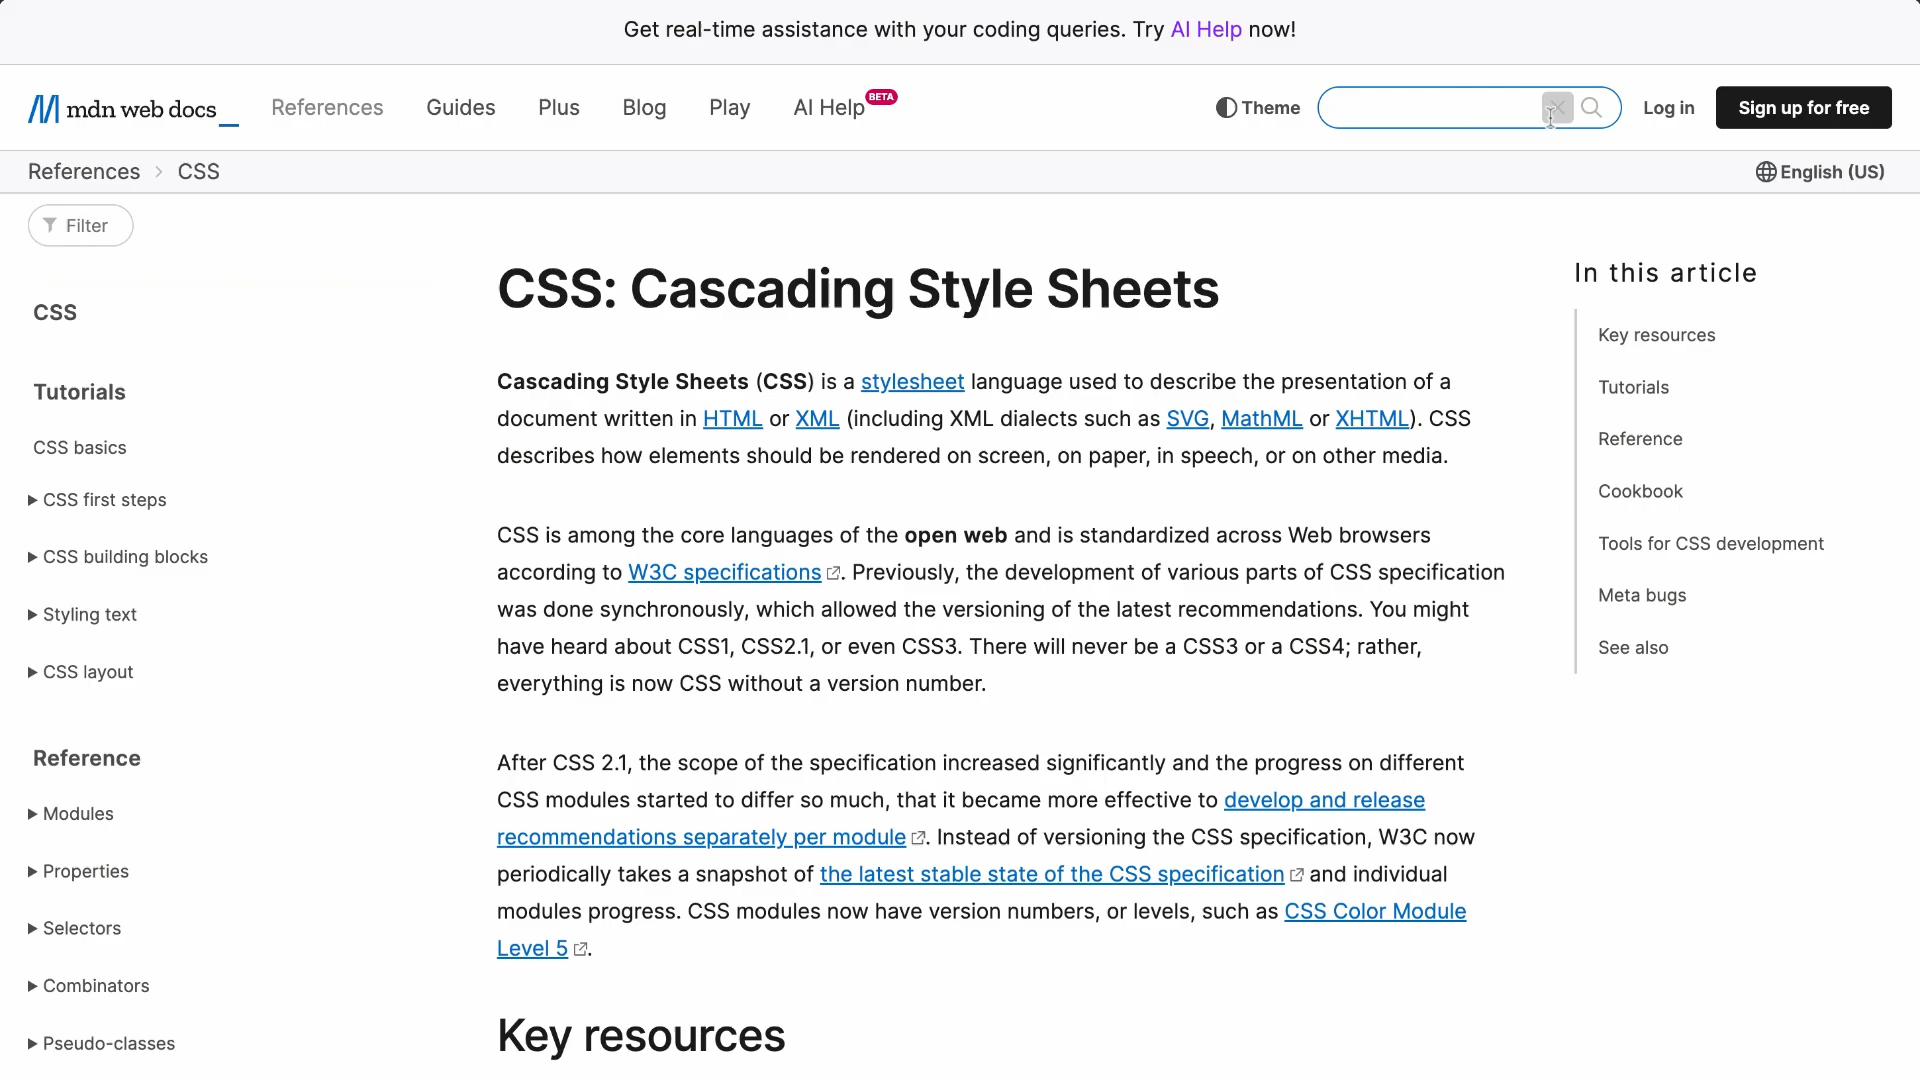 Get real-time assistance with your coding queries. Try AI Help now!
mdn web docs_
References
Guides
Plus
Blog
Play
AI Help
BETA
Theme
Log in
Sign up for free
References
CSS
English (US)
Filter
CSS
Tutorials
CSS basics
CSS first steps
CSS building blocks
Styling text
CSS layout
Reference
Modules
Properties
Selectors
Combinators
Pseudo-classes
CSS: Cascading Style Sheets
Cascading Style Sheets (CSS) is a stylesheet language used to describe the presentation of a
document written in HTML or XML (including XML dialects such as SVG, MathML or XHTML). CSS
describes how elements should be rendered on screen, on paper, in speech, or on other media.
CSS is among the core languages of the open web and is standardized across Web browsers
according to W3C specifications. Previously, the development of various parts of CSS specification
was done synchronously, which allowed the versioning of the latest recommendations. You might
have heard about CSS1, CSS2.1, or even CSS3. There will never be a CSS3 or a CSS4; rather,
everything is now CSS without a version number.
After CSS 2.1, the scope of the specification increased significantly and the progress on different
CSS modules started to differ so much, that it became more effective to develop and release
recommendations separately per module. Instead of versioning the CSS specification, W3C now
periodically takes a snapshot of the latest stable state of the CSS specification and individual
modules progress. CSS modules now have version numbers, or levels, such as CSS Color Module
Level 5.
Key resources
In this article
Key resources
Tutorials
Reference
Cookbook
Tools for CSS development
Meta bugs
See also